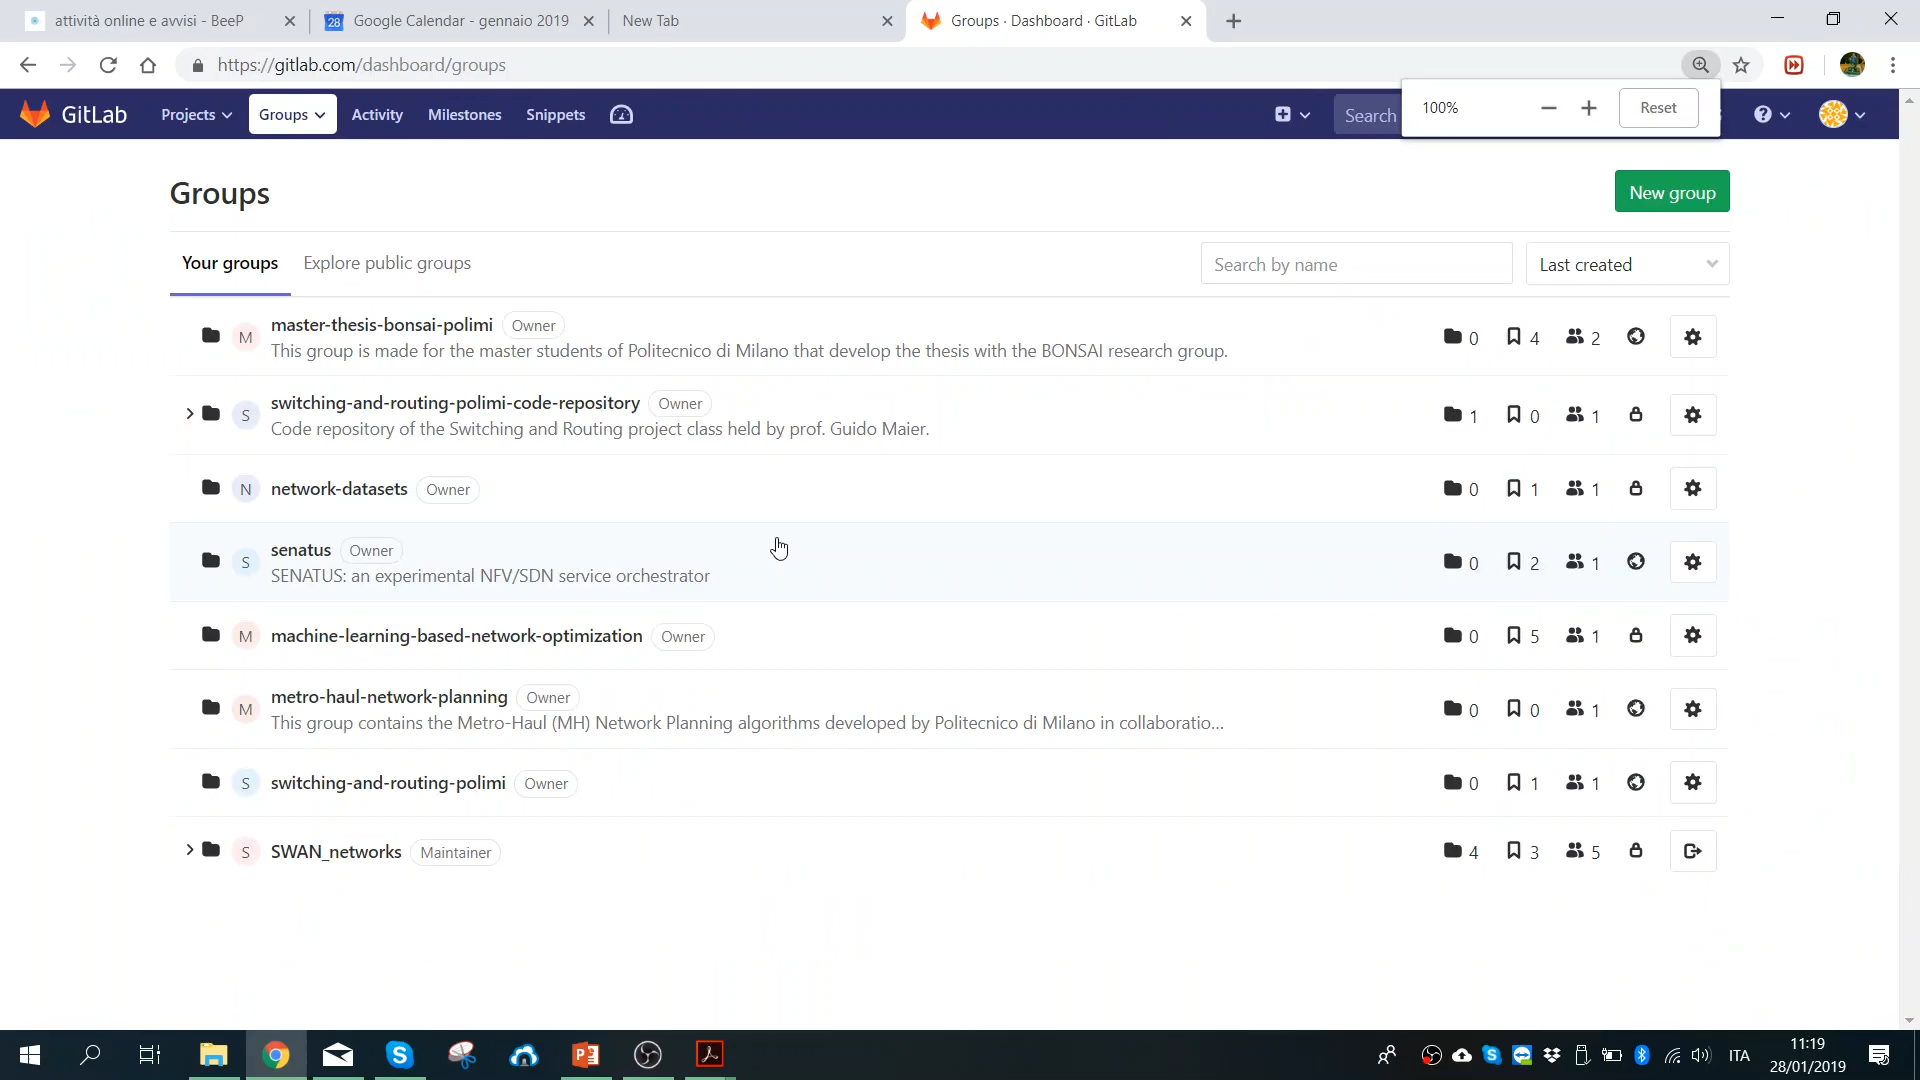 attività online e avvisi - BeeP
28 Google Calendar - gennaio 2019
New Tab
Groups · Dashboard · GitLab
https://gitlab.com/dashboard/groups
GitLab Projects Groups Activity Milestones Snippets Search
100% Reset
Groups New group
Your groups Explore public groups Search by name Last created
M master-thesis-bonsai-polimi Owner 0 4 2
This group is made for the master students of Politecnico di Milano that develop the thesis with the BONSAI research group.
S switching-and-routing-polimi-code-repository Owner 1 0 1
Code repository of the Switching and Routing project class held by prof. Guido Maier.
N network-datasets Owner 0 1 1
S senatus Owner 0 2 1
SENATUS: an experimental NFV/SDN service orchestrator
M machine-learning-based-network-optimization Owner 0 5 1
M metro-haul-network-planning Owner 0 0 1
This group contains the Metro-Haul (MH) Network Planning algorithms developed by Politecnico di Milano in collaboratio...
S switching-and-routing-polimi Owner 0 1 1
S SWAN_networks Maintainer 4 3 5
ITA 11:19
28/01/2019